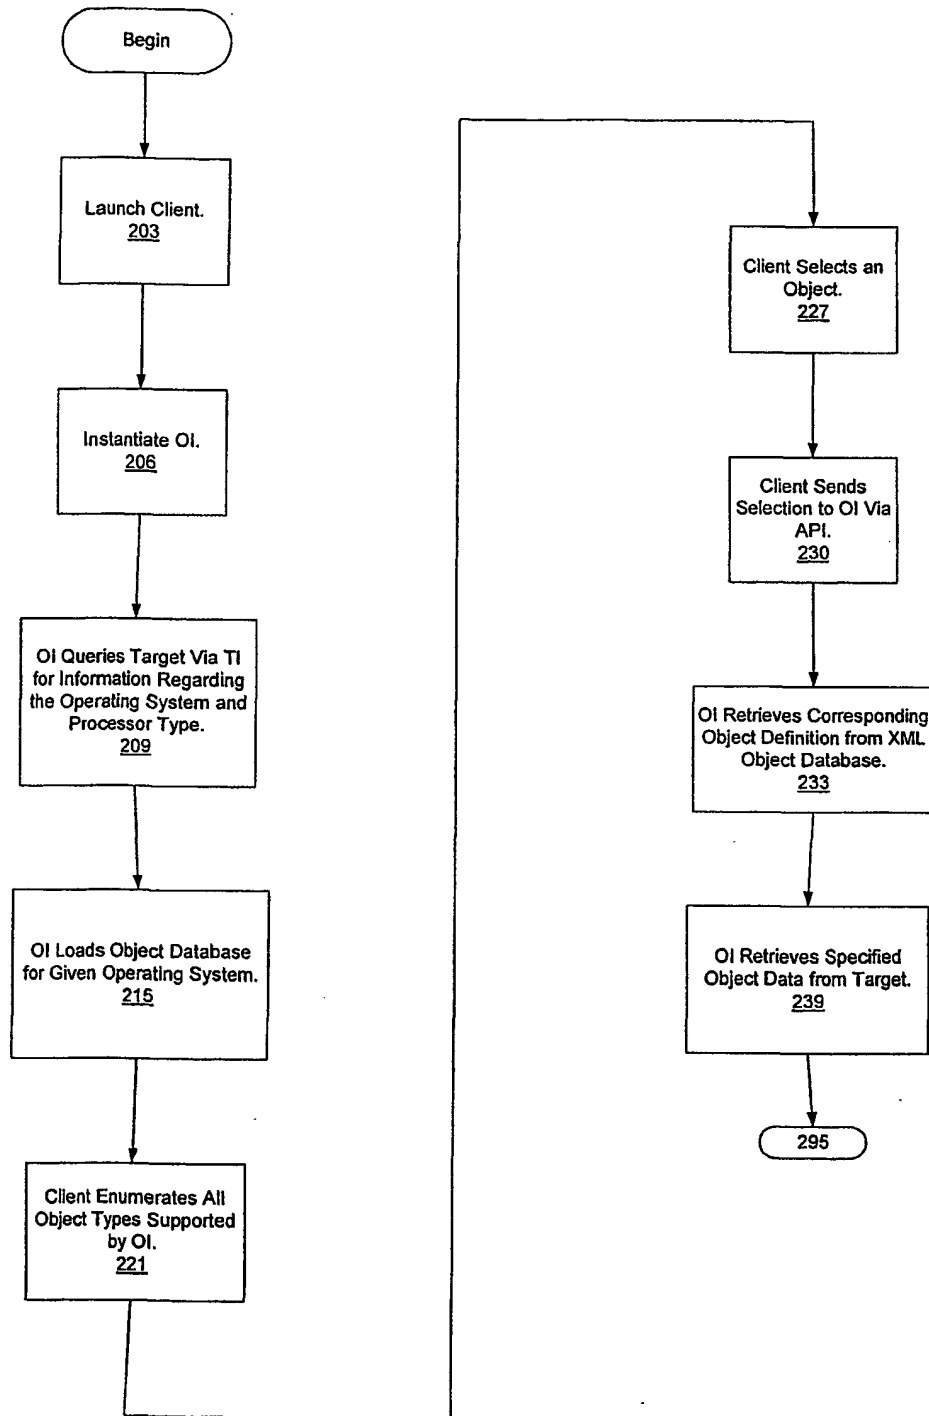 Begin
Launch Client.
203
Instantiate OI.
206
OI Queries Target Via TI
for Information Regarding
the Operating System and
Processor Type.
209
OI Loads Object Database
for Given Operating System.
215
Client Enumerates All
Object Types Supported
by OI.
221
Client Selects an
Object.
227
Client Sends
Selection to OI Via
API.
230
OI Retrieves Corresponding
Object Definition from XML
Object Database.
233
OI Retrieves Specified
Object Data from Target.
239
295